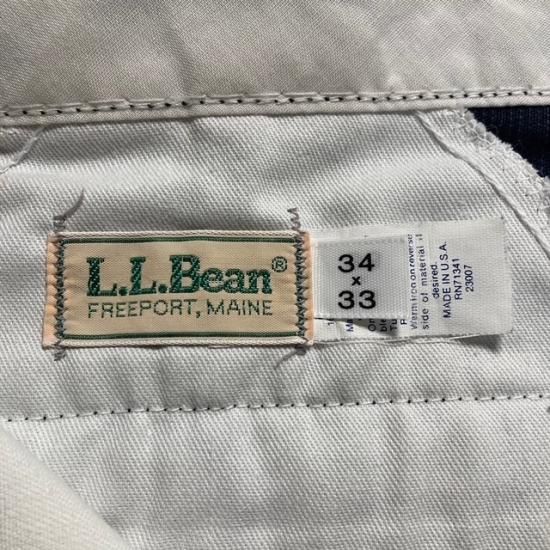 L.L.Bean®
FREEPORT, MAINE
34
x
33
Warm iron on reverse
side of material if
desired.
MADE IN U.S.A.
RN71341
23007